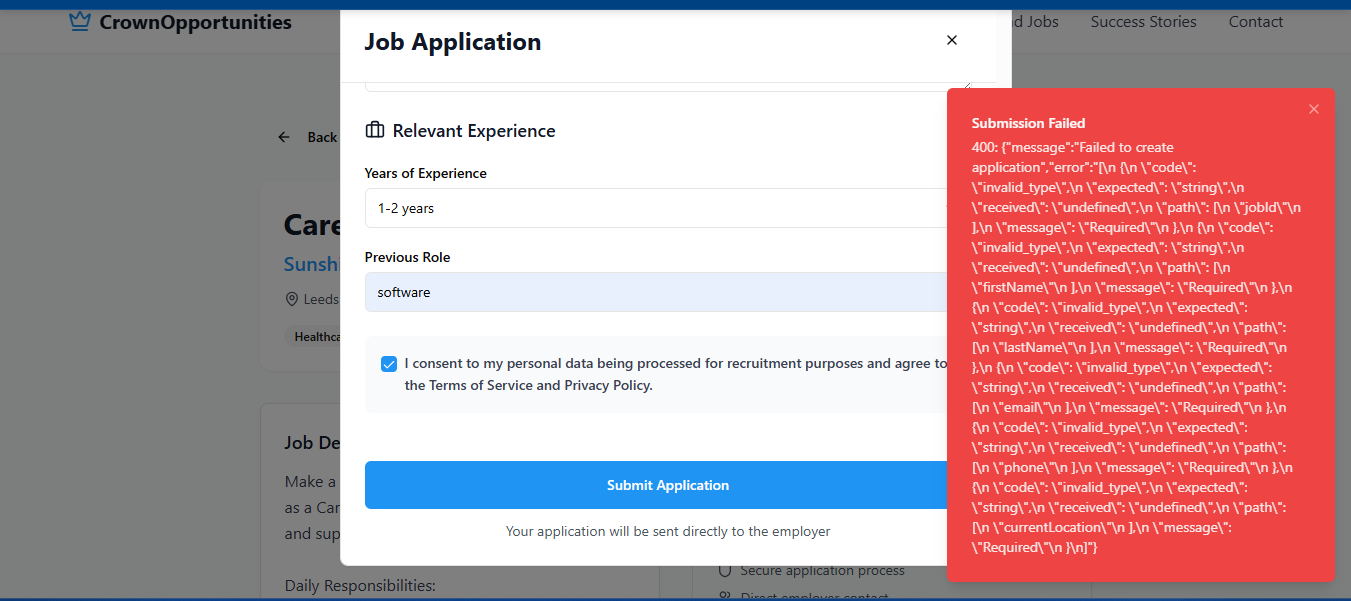 CrownOpportunities
Jobs
Success Stories
Contact
Job Application
Back
Relevant Experience
Years of Experience
1-2 years
Previous Role
software
I consent to my personal data being processed for recruitment purposes and agree to
the Terms of Service and Privacy Policy.
Submit Application
Your application will be sent directly to the employer
Care
Sunshi
Leeds
Healthca
Job De
Make a
as a Car
and sup
Daily Responsibilities:
Secure application process
Direct employer contact
Submission Failed
400: {"message":"Failed to create
application","error":"[\n {\n \"code\":
\"invalid_type\",\n \"expected\": \"string\",\n
\"received\": \"undefined\",\n \"path\": [\n \"jobId\"\n
],\n \"message\": \"Required\"\n },\n {\n \"code\":
\"invalid_type\",\n \"expected\": \"string\",\n
\"received\": \"undefined\",\n \"path\": [\n
\"firstName\"\n ],\n \"message\": \"Required\"\n },\n
{\n \"code\": \"invalid_type\",\n \"expected\":
\"string\",\n \"received\": \"undefined\",\n \"path\":
[\n \"lastName\"\n ],\n \"message\": \"Required\"\n
},\n {\n \"code\": \"invalid_type\",\n \"expected\":
\"string\",\n \"received\": \"undefined\",\n \"path\":
[\n \"email\"\n ],\n \"message\": \"Required\"\n },\n
{\n \"code\": \"invalid_type\",\n \"expected\":
\"string\",\n \"received\": \"undefined\",\n \"path\":
[\n \"phone\"\n ],\n \"message\": \"Required\"\n },\n
{\n \"code\": \"invalid_type\",\n \"expected\":
\"string\",\n \"received\": \"undefined\",\n \"path\":
[\n \"currentLocation\"\n ],\n \"message\":
\"Required\"\n }\n]"}